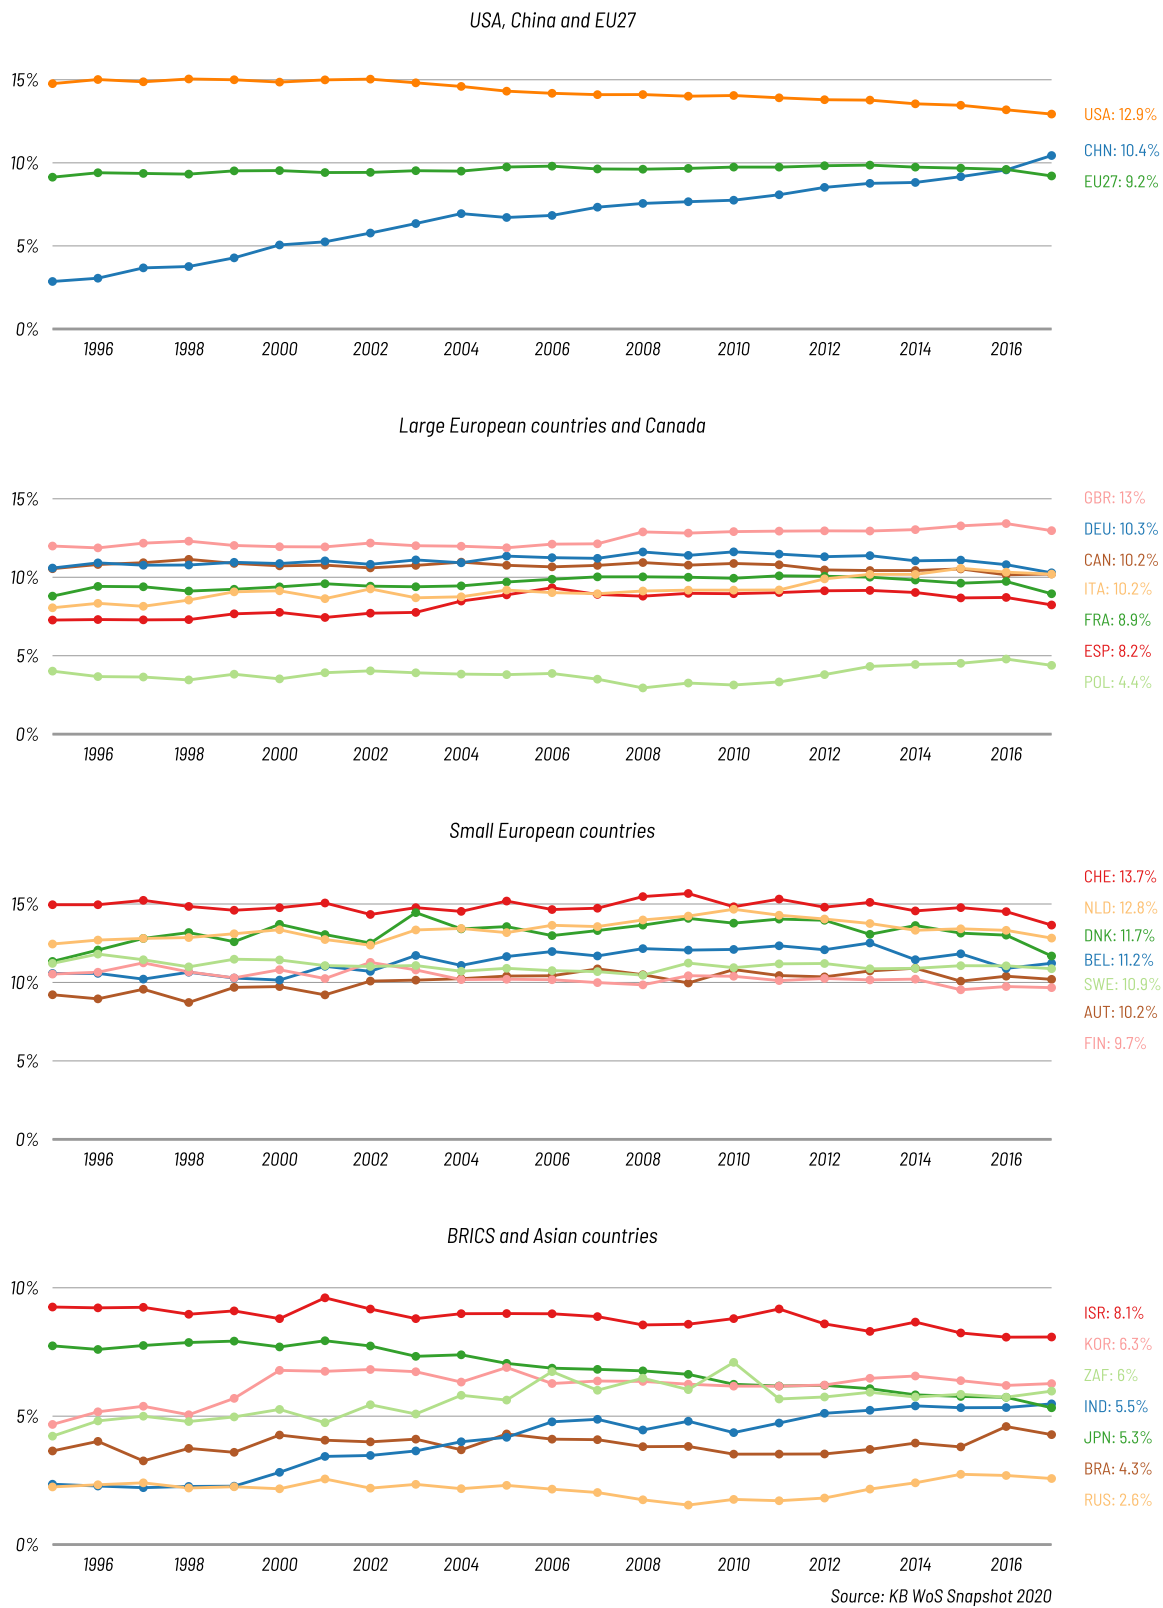 USA, China and EU27
15%
USA: 12.9%
CHN: 10.4%
10%
EU27: 9.2%
5%
0%
1996 1998 2000 2002 2004 2006 2008 2010 2012 2014 2016
Large European countries and Canada
15%
GBR: 13%
DEU: 10.3%
CAN: 10.2%
10%
ITA: 10.2%
FRA: 8.9%
ESP: 8.2%
5%
POL: 4.4%
0%
1996 1998 2000 2002 2004 2006 2008 2010 2012 2014 2016
Small European countries
CHE: 13.7%
15%
NLD: 12.8%
DNK: 11.7%
BEL: 11.2%
10%
SWE: 10.9%
AUT: 10.2%
FIN: 9.7%
5%
0%
1996 1998 2000 2002 2004 2006 2008 2010 2012 2014 2016
BRICS and Asian countries
10%
ISR: 8.1%
KOR: 6.3%
ZAF: 6%
IND: 5.5%
5%
JPN: 5.3%
BRA: 4.3%
RUS: 2.6%
0%
1996 1998 2000 2002 2004 2006 2008 2010 2012 2014 2016
Source: KB WoS Snapshot 2020